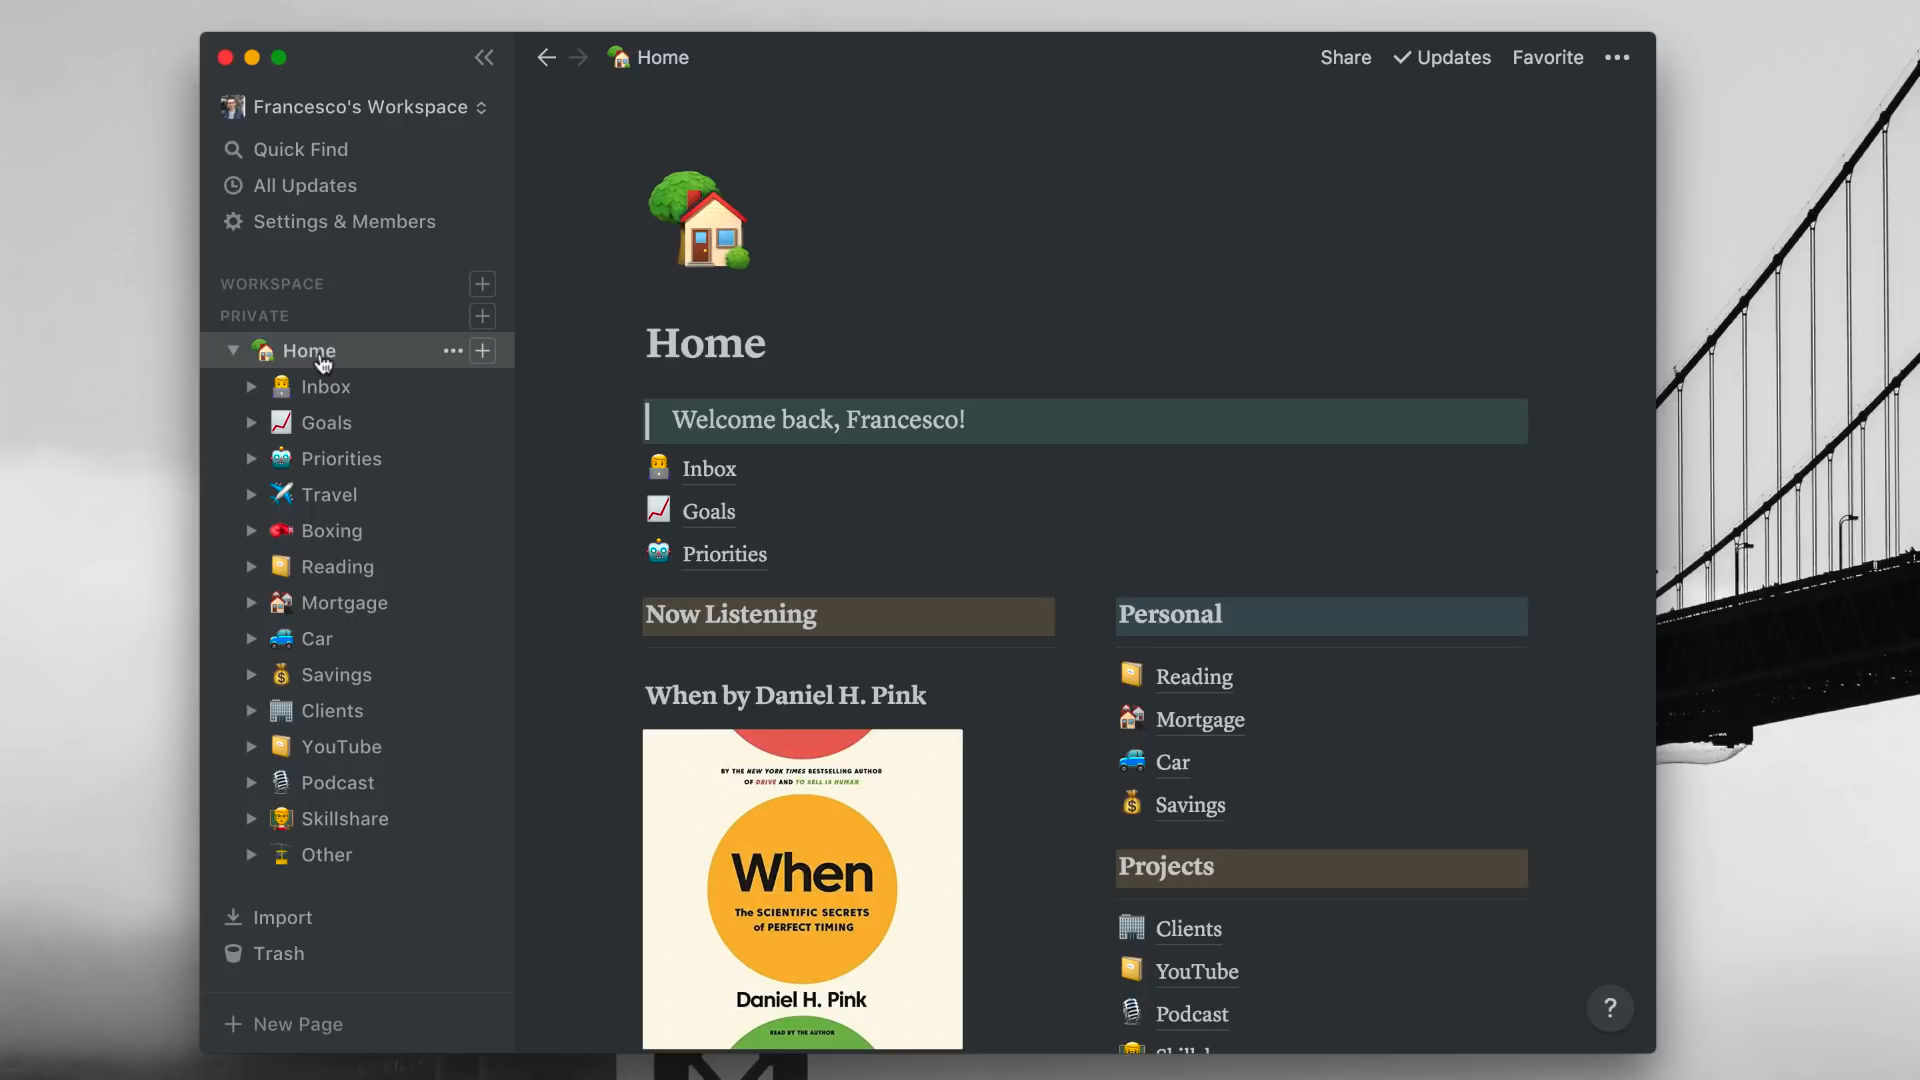 Home
Share
Updates
Favorite
Francesco's Workspace
Quick Find
All Updates
Settings & Members
WORKSPACE
PRIVATE
Home
Inbox
Goals
Priorities
Travel
Boxing
Reading
Mortgage
Car
Savings
Clients
YouTube
Podcast
Skillshare
Other
Import
Trash
New Page
Home
Welcome back, Francesco!
Inbox
Goals
Priorities
Now Listening
When by Daniel H. Pink
BY THE NEW YORK TIMES BESTSELLING AUTHOR
OF DRIVE AND TO SELL IS HUMAN
When
The SCIENTIFIC SECRETS
of PERFECT TIMING
Daniel H. Pink
READ BY THE AUTHOR
Personal
Reading
Mortgage
Car
Savings
Projects
Clients
YouTube
Podcast
?